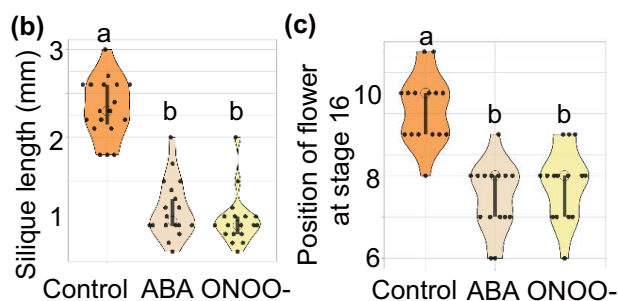 (b)
Silique length (mm)
3
2
1
a
b
b
Control ABA ONOO-
(c)
Position of flower
at stage 16
10
8
6
a
b
b
Control ABA ONOO-